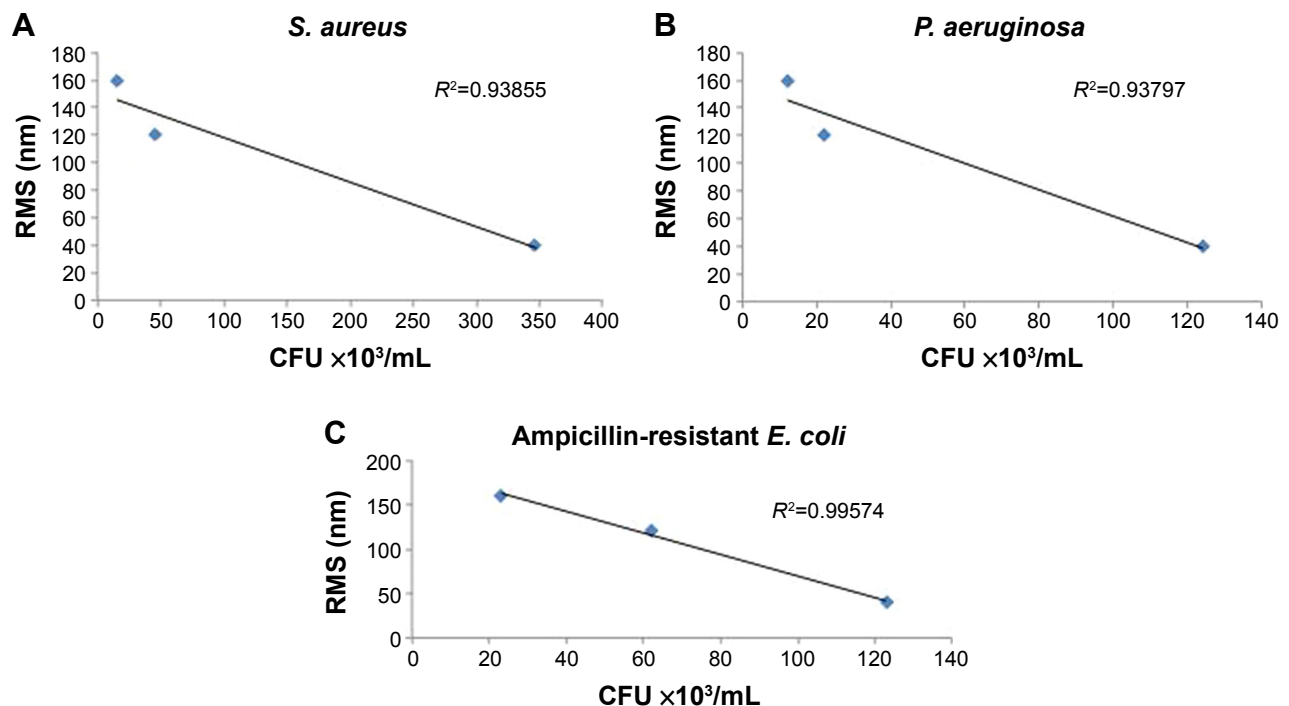 A
S. aureus
180
160
140
120
100
80
60
40
20
0
RMS (nm)
R²=0.93855
0 50 100 150 200 250 300 350 400
CFU ×10³/mL
B
P. aeruginosa
180
160
140
120
100
80
60
40
20
0
RMS (nm)
R²=0.93797
0 20 40 60 80 100 120 140
CFU ×10³/mL
C
Ampicillin-resistant E. coli
200
150
100
50
0
RMS (nm)
R²=0.99574
0 20 40 60 80 100 120 140
CFU ×10³/mL